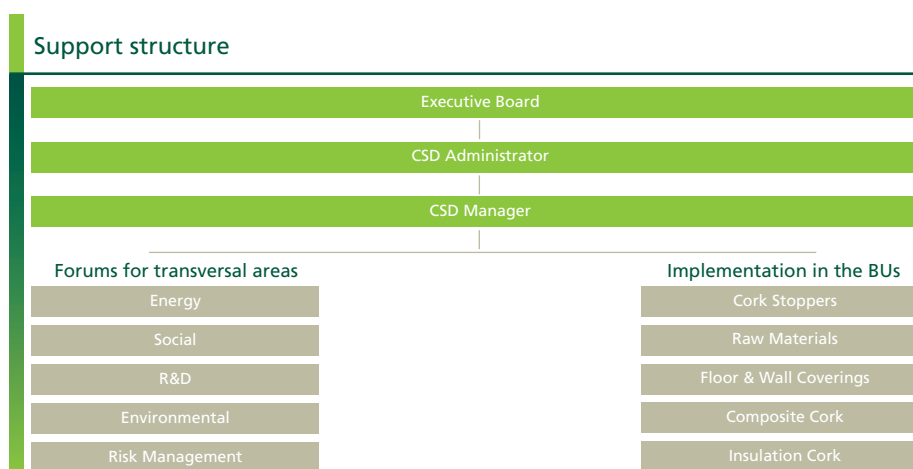 Support structure
Executive Board
CSD Administrator
CSD Manager
Forums for transversal areas
Energy
Social
R&D
Environmental
Risk Management
Implementation in the BUs
Cork Stoppers
Raw Materials
Floor & Wall Coverings
Composite Cork
Insulation Cork